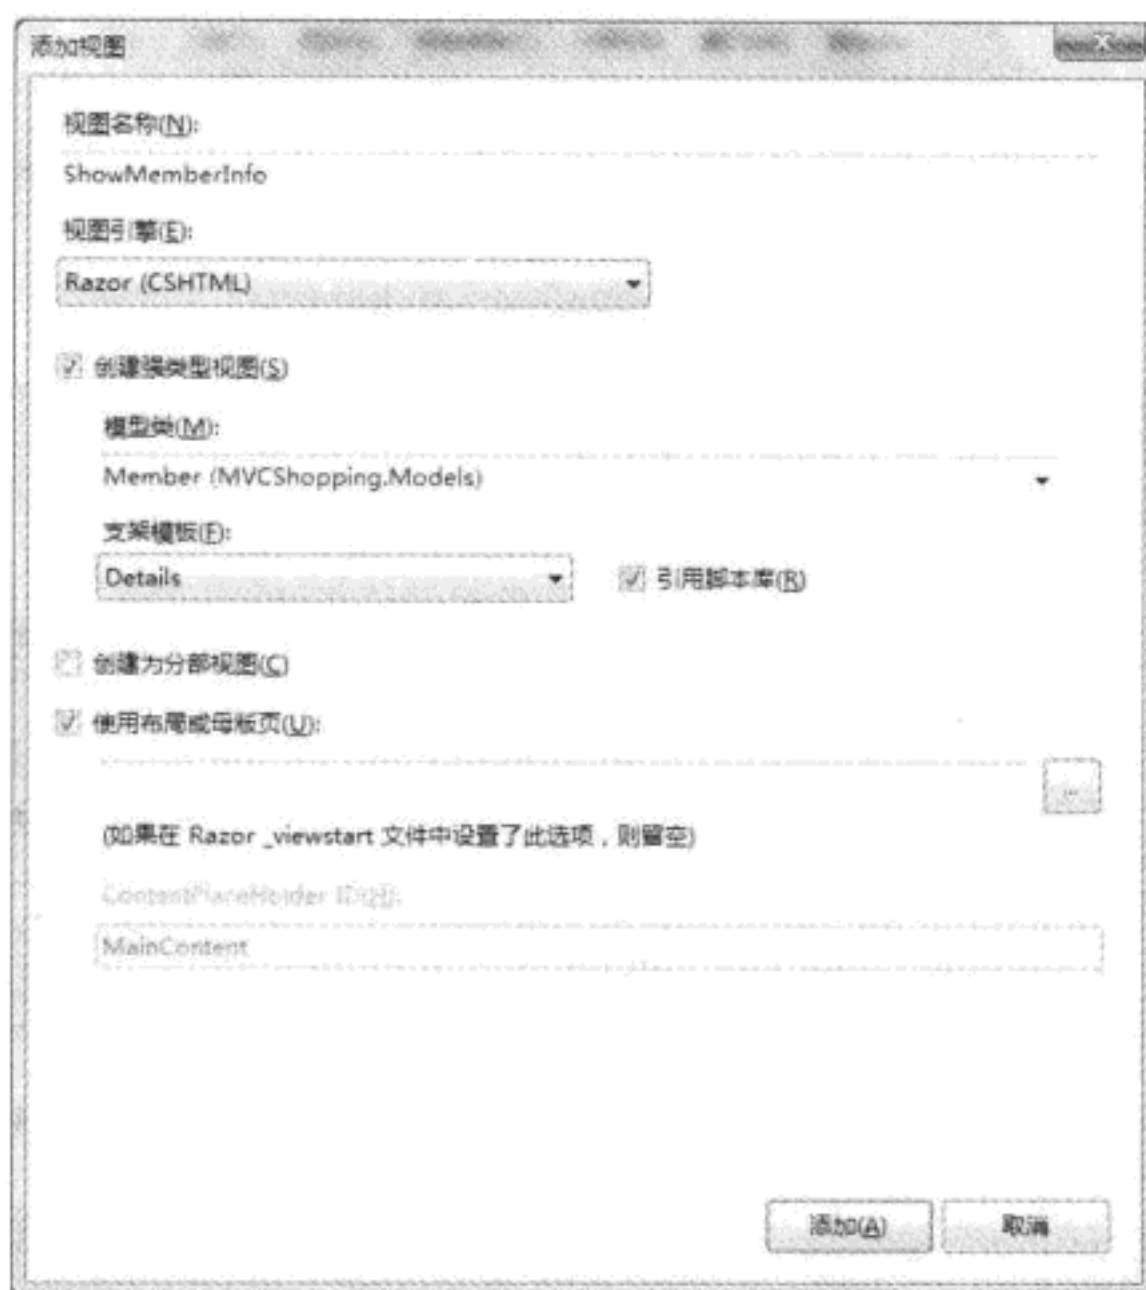 添加视图
视图名称(N):
ShowMemberInfo
视图引擎(E):
Razor (CSHTML)
创建强类型视图(S)
模型类(M):
Member (MVCShopping.Models)
支架模板(F):
Details
引用脚本库(R)
创建为分部视图(C)
使用布局或母版页(U):
...
(如果在 Razor _viewstart 文件中设置了此选项，则留空)
ContentPlaceHolder ID(H):
MainContent
添加(A)
取消